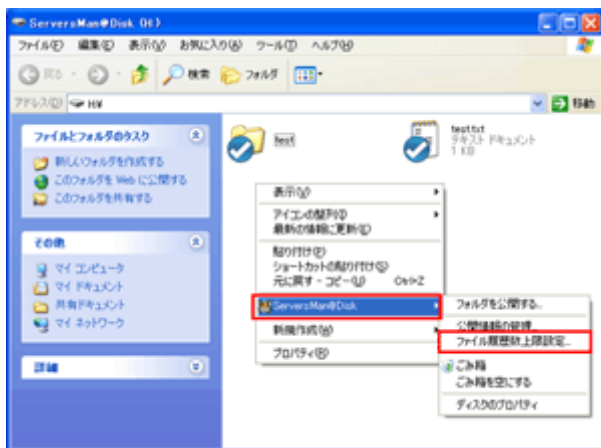 ServersMan@Disk (H:)
ファイル(F) 編集(E) 表示(V) お気に入り(A) ツール(T) ヘルプ(H)
戻る 検索 フォルダ
アドレス(D) H:¥ 移動
ファイルとフォルダのタスク
新しいフォルダを作成する
このフォルダを Web に公開する
このフォルダを共有する
その他
マイ コンピュータ
マイ ドキュメント
共有ドキュメント
マイ ネットワーク
詳細
test
test.txt
テキスト ドキュメント
1 KB
表示(V)
アイコンの整列(I)
最新の情報に更新(E)
貼り付け(P)
ショートカットの貼り付け(S)
元に戻す - コピー(U) Ctrl+Z
ServersMan@Disk
新規作成(W)
プロパティ(R)
フォルダを公開する...
公開情報の管理...
ファイル履歴数上限設定...
ごみ箱
ごみ箱を空にする
ディスクのプロパティ